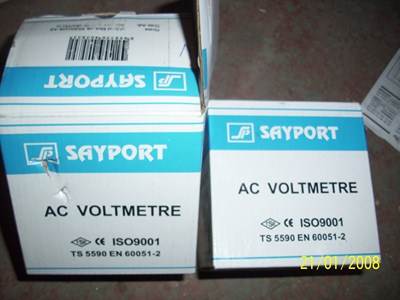 SAYPORT
SAYPORT
AC VOLTMETRE
CE ISO9001
TS 5590 EN 60051-2
SAYPORT
AC VOLTMETRE
CE ISO9001
TS 5590 EN 60051-2
21/01/2008